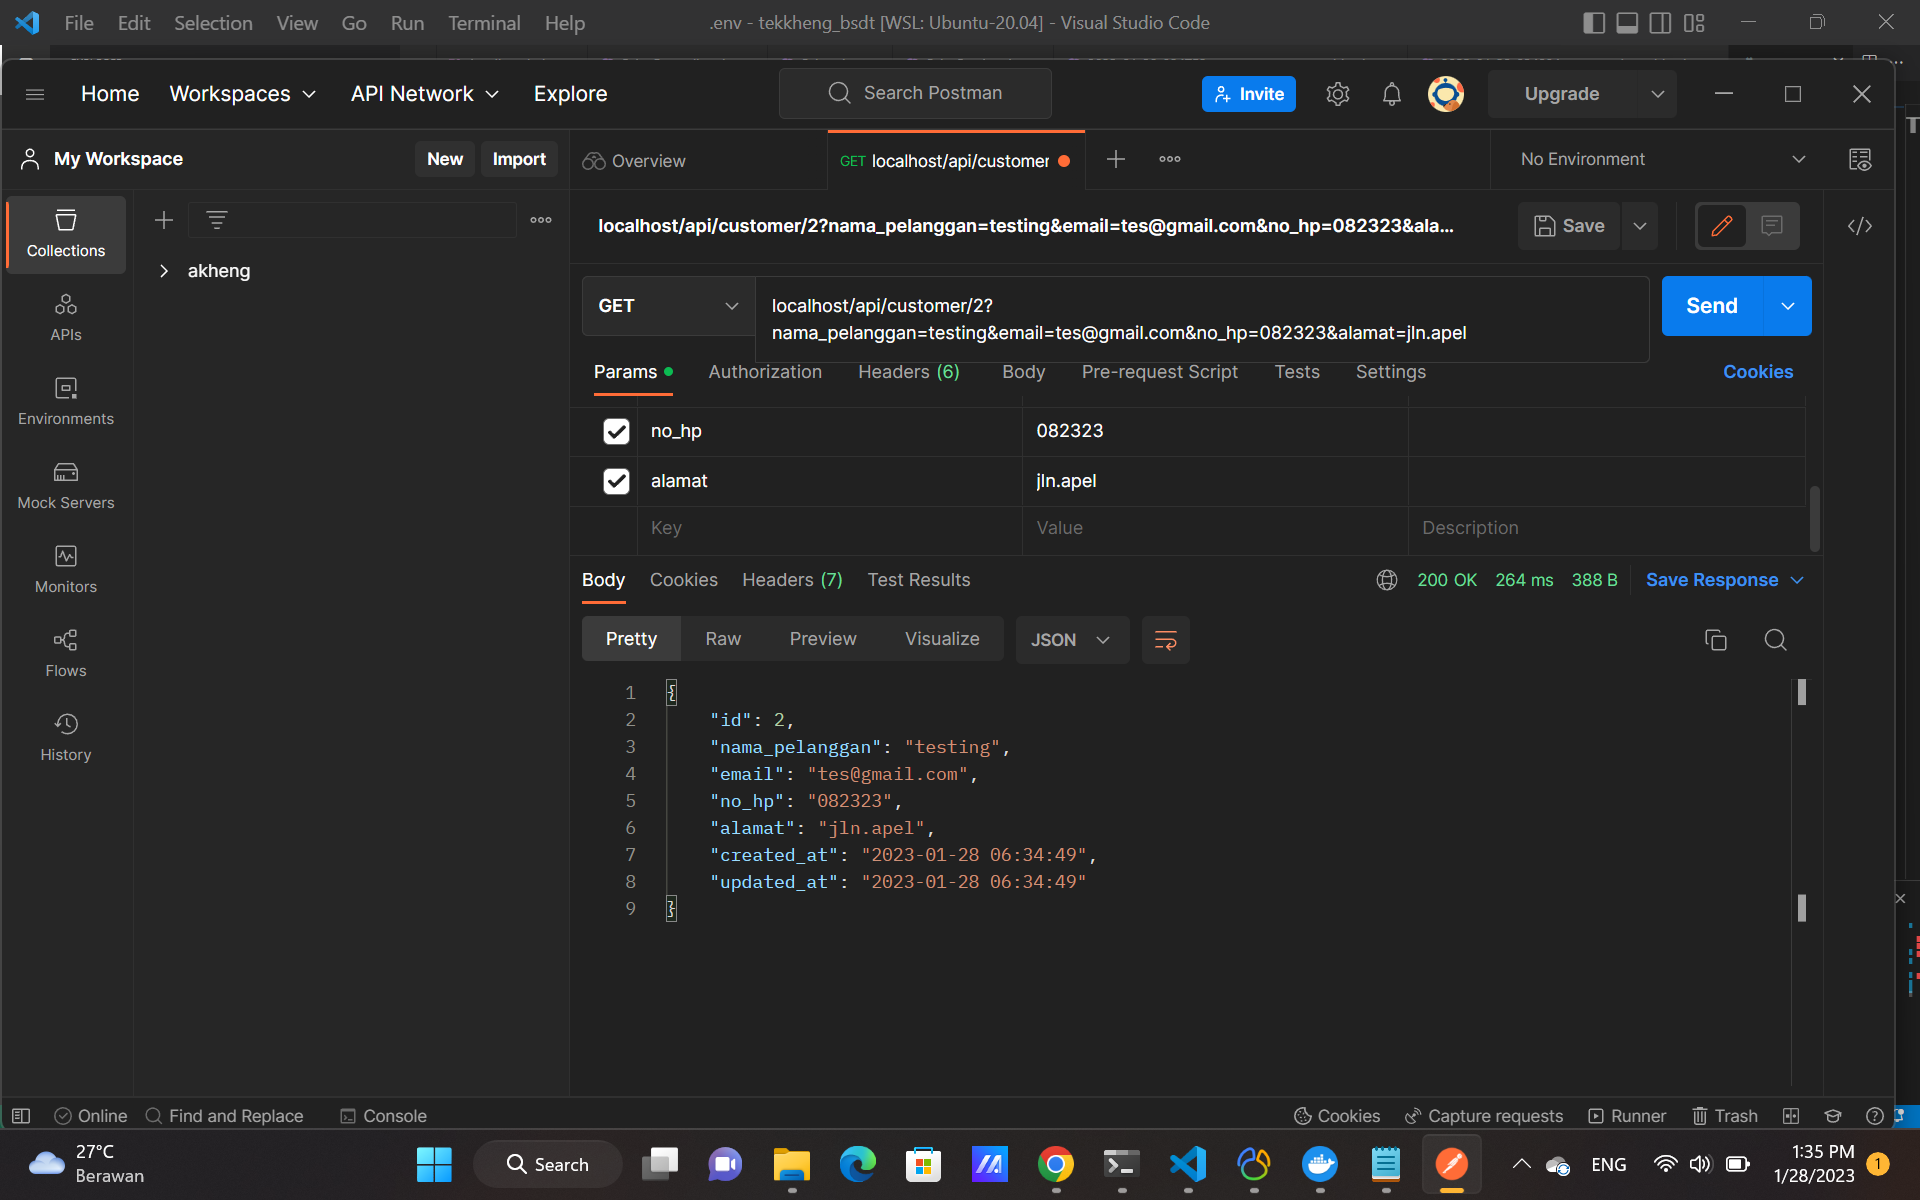 File Edit Selection View Go Run Terminal Help
.env - tekkheng_bsdt [WSL: Ubuntu-20.04] - Visual Studio Code
Home Workspaces API Network Explore
Search Postman
Invite
Upgrade
My Workspace
New Import
Overview
GET localhost/api/customer
No Environment
Collections
APIs
Environments
Mock Servers
Monitors
Flows
History
akheng
localhost/api/customer/2?nama_pelanggan=testing&email=tes@gmail.com&no_hp=082323&ala...
Save
GET
localhost/api/customer/2?
nama_pelanggan=testing&email=tes@gmail.com&no_hp=082323&alamat=jln.apel
Send
Params Authorization Headers (6) Body Pre-request Script Tests Settings Cookies
no_hp 082323
alamat jln.apel
Key Value Description
Body Cookies Headers (7) Test Results
200 OK 264 ms 388 B Save Response
Pretty Raw Preview Visualize JSON
1 {
2 "id": 2,
3 "nama_pelanggan": "testing",
4 "email": "tes@gmail.com",
5 "no_hp": "082323",
6 "alamat": "jln.apel",
7 "created_at": "2023-01-28 06:34:49",
8 "updated_at": "2023-01-28 06:34:49"
9 }
Online Find and Replace Console
Cookies Capture requests Runner Trash
27°C
Berawan
Search
ENG
1:35 PM
1/28/2023
1